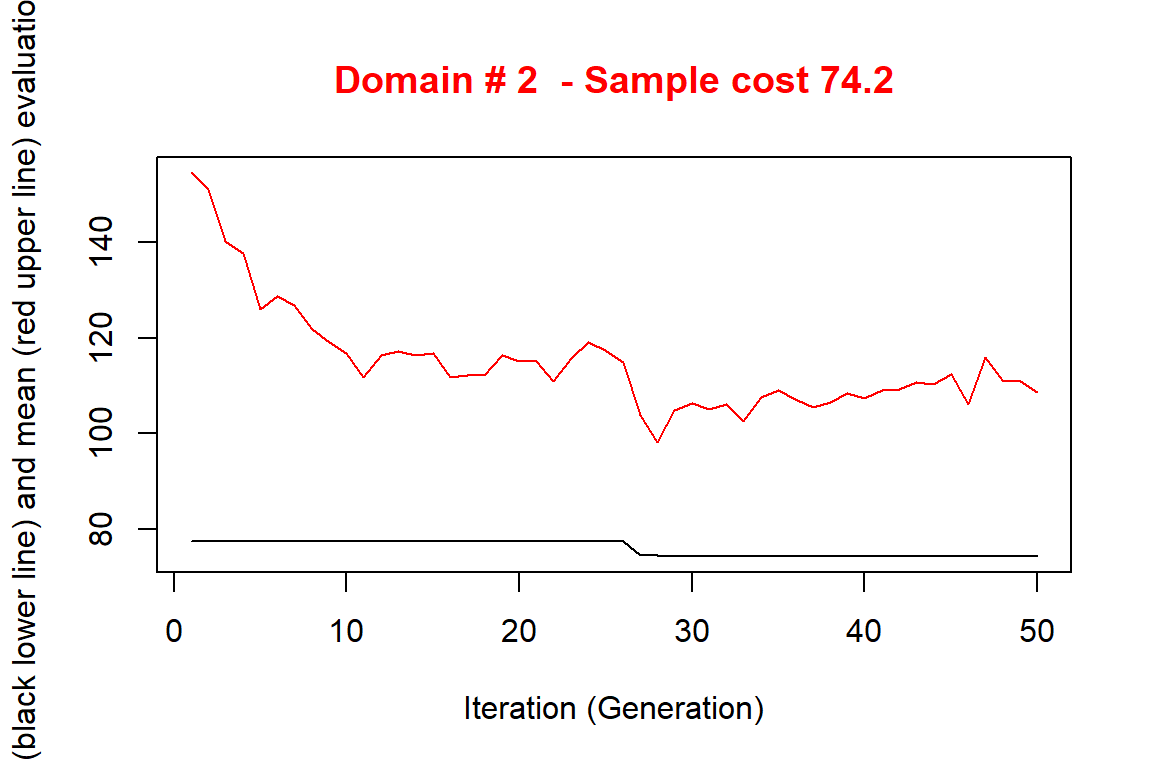 Domain # 2  - Sample cost 74.2
(black lower line) and mean (red upper line) evaluatio
140
120
100
80
0 10 20 30 40 50
Iteration (Generation)